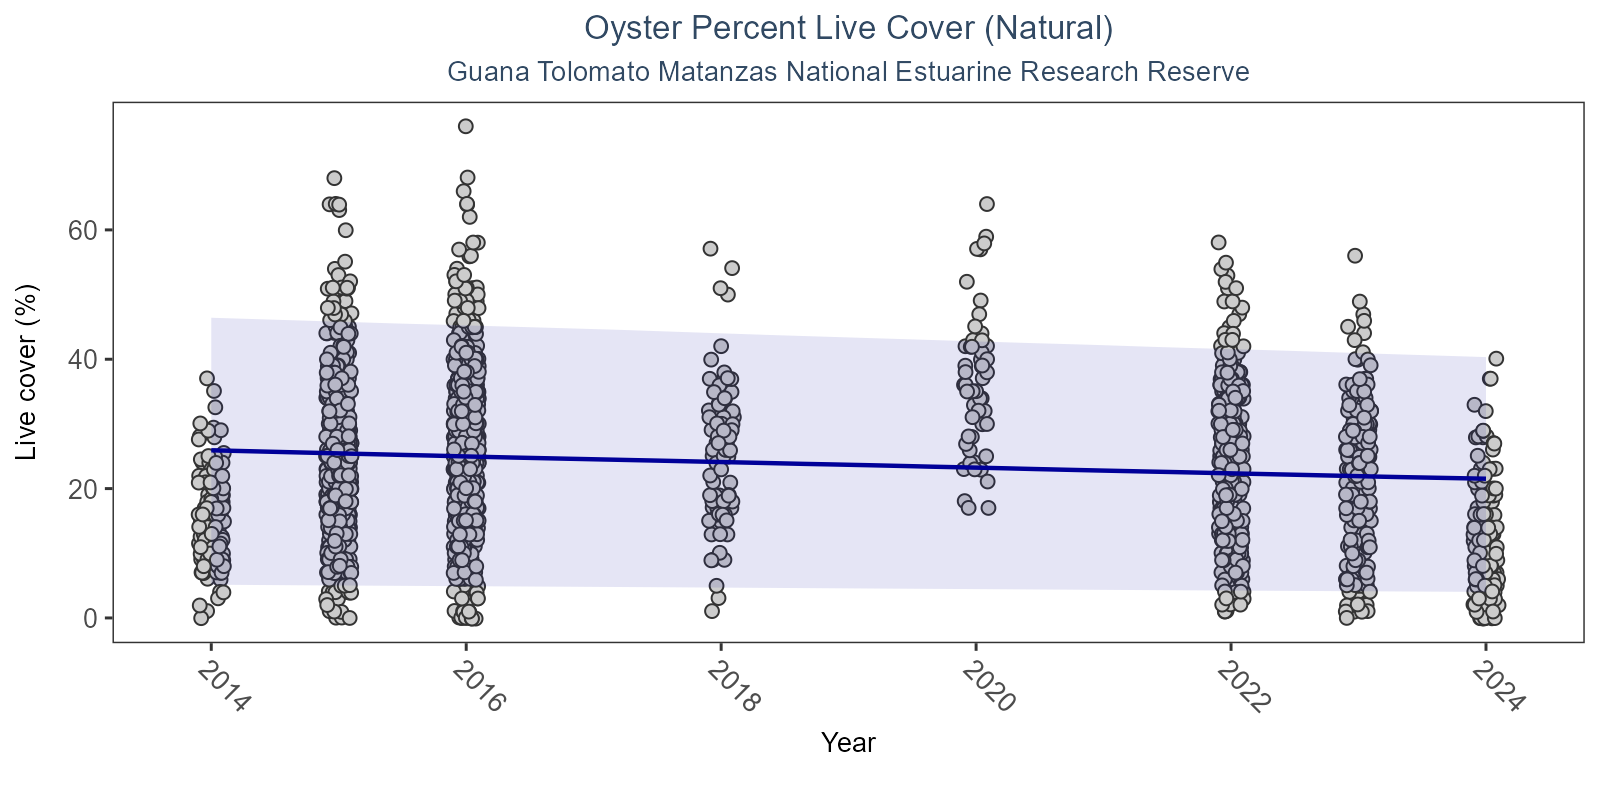 Oyster Percent Live Cover (Natural)
Guana Tolomato Matanzas National Estuarine Research Reserve
Live cover (%)
60
40
20
0
2014
2016
2018
2020
2022
2024
Year